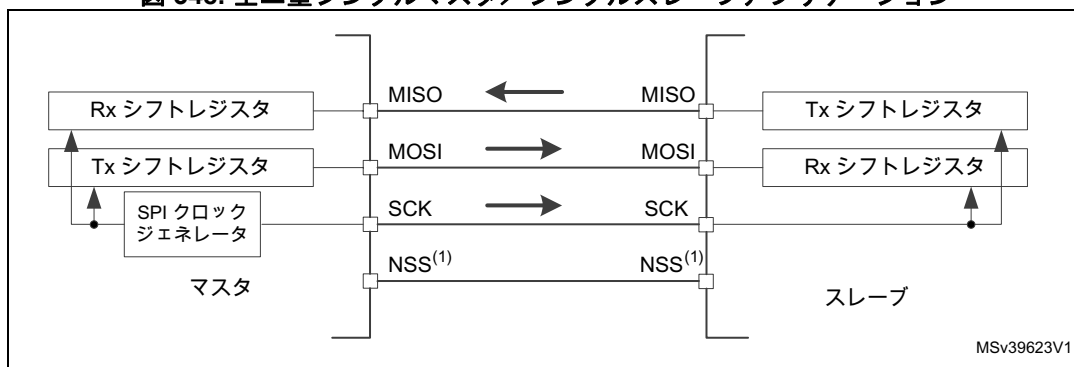 Rx シフトレジスタ
MISO
MISO
Tx シフトレジスタ
Tx シフトレジスタ
MOSI
MOSI
Rx シフトレジスタ
SPI クロック
ジェネレータ
SCK
SCK
NSS(1)
NSS(1)
マスタ
スレーブ
MSv39623V1